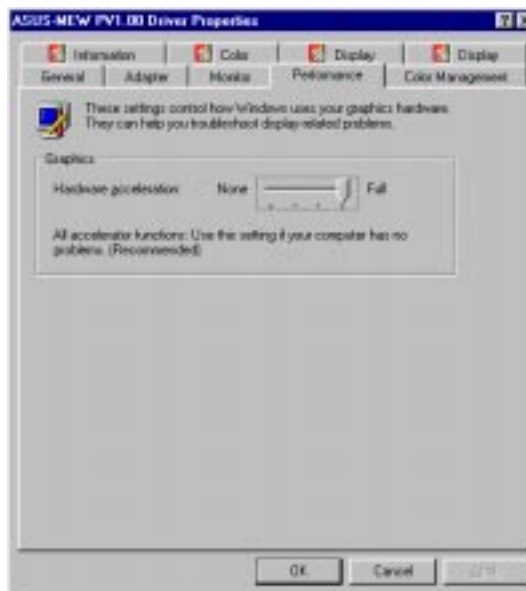 ASUS-MEW PV1.00 Driver Properties
Information Color Display Display
General Adapter Monitor Performance Color Management
These settings control how Windows uses your graphics hardware.
They can help you troubleshoot display-related problems.
Graphics
Hardware acceleration: None Full
All accelerator functions: Use this setting if your computer has no
problems. (Recommended)
OK Cancel